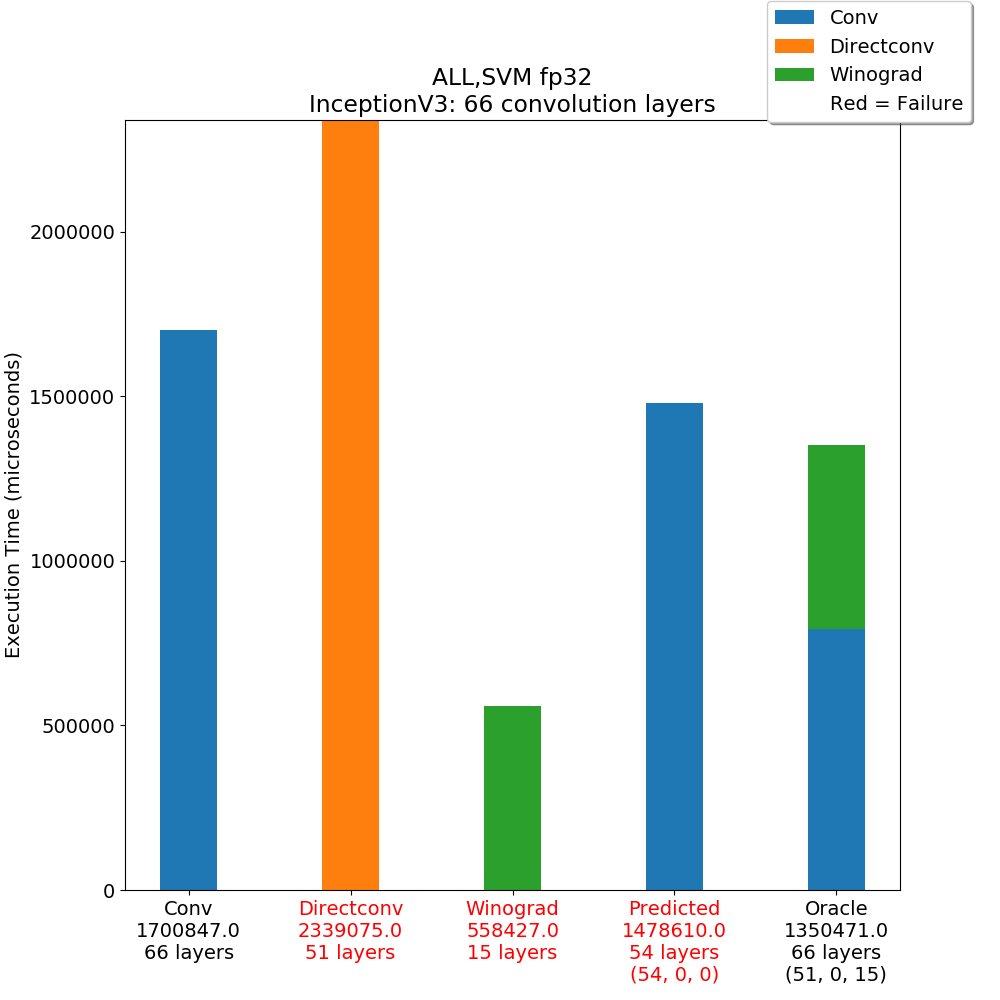 Conv
Directconv
Winograd
Red = Failure
ALL,SVM fp32
InceptionV3: 66 convolution layers
Execution Time (microseconds)
2000000
1500000
1000000
500000
0
Conv
1700847.0
66 layers
Directconv
2339075.0
51 layers
Winograd
558427.0
15 layers
Predicted
1478610.0
54 layers
(54, 0, 0)
Oracle
1350471.0
66 layers
(51, 0, 15)